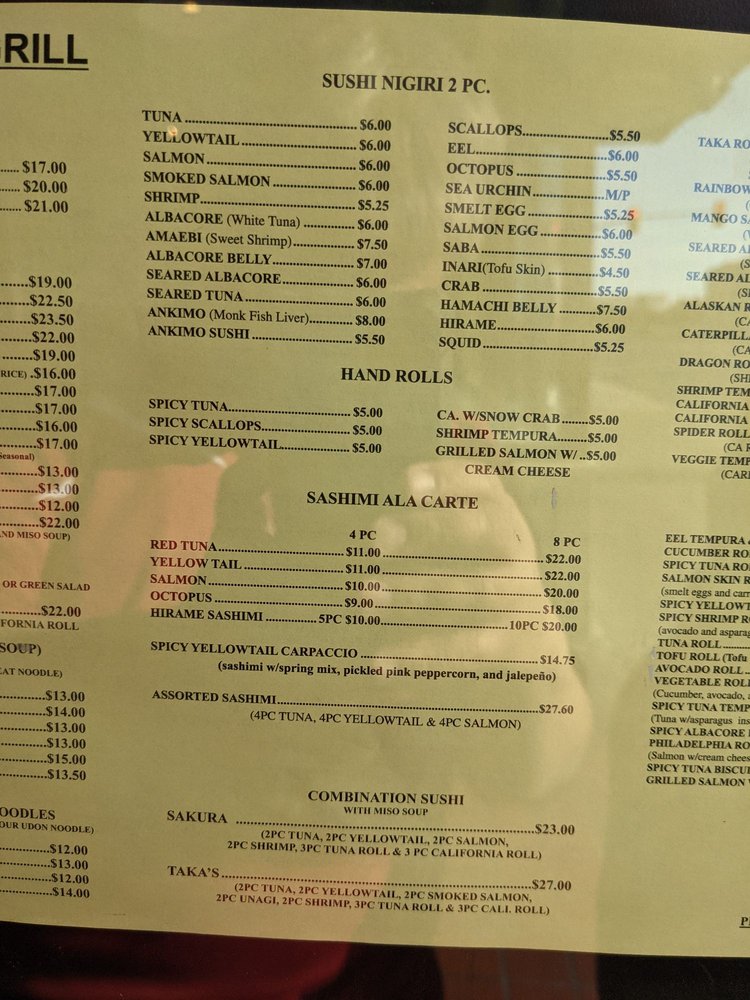 GRILL
$17.00
$20.00
$21.00
$19.00
$22.50
$23.50
$22.00
$19.00
RICE) .$16.00
$17.00
$17.00
$16.00
$17.00
Seasonal)
$13.00
$13.00
$12.00
$22.00
AND MISO SOUP)
OR GREEN SALAD
$22.00
FORNIA ROLL
SOUP)
EAT NOODLE)
$13.00
$14.00
$13.00
$13.00
$15.00
$13.50
OODLES
OUR UDON NOODLE)
$12.00
$13.00
$12.00
$14.00
SUSHI NIGIRI 2 PC.
TUNA $6.00
YELLOWTAIL $6.00
SALMON $6.00
SMOKED SALMON $6.00
SHRIMP $5.25
ALBACORE (White Tuna) $6.00
AMAEBI (Sweet Shrimp) $7.50
ALBACORE BELLY $7.00
SEARED ALBACORE $6.00
SEARED TUNA $6.00
ANKIMO (Monk Fish Liver) $8.00
ANKIMO SUSHI $5.50
SCALLOPS $5.50
EEL $6.00
OCTOPUS $5.50
SEA URCHIN M/P
SMELT EGG $5.25
SALMON EGG $6.00
SABA $5.50
INARI(Tofu Skin) $4.50
CRAB $5.50
HAMACHI BELLY $7.50
HIRAME $6.00
SQUID $5.25
HAND ROLLS
SPICY TUNA $5.00
SPICY SCALLOPS $5.00
SPICY YELLOWTAIL $5.00
CA. W/SNOW CRAB $5.00
SHRIMP TEMPURA $5.00
GRILLED SALMON W/ ..$5.00
CREAM CHEESE
SASHIMI ALA CARTE
4 PC 8 PC
RED TUNA $11.00 $22.00
YELLOW TAIL $11.00 $22.00
SALMON $10.00 $20.00
OCTOPUS $9.00 $18.00
HIRAME SASHIMI 5PC $10.00 10PC $20.00
SPICY YELLOWTAIL CARPACCIO $14.75
(sashimi w/spring mix, pickled pink peppercorn, and jalepeño)
ASSORTED SASHIMI $27.60
(4PC TUNA, 4PC YELLOWTAIL & 4PC SALMON)
COMBINATION SUSHI
WITH MISO SOUP
SAKURA $23.00
(2PC TUNA, 2PC YELLOWTAIL, 2PC SALMON,
2PC SHRIMP, 3PC TUNA ROLL & 3 PC CALIFORNIA ROLL)
TAKA'S $27.00
(2PC TUNA, 2PC YELLOWTAIL, 2PC SMOKED SALMON,
2PC UNAGI, 2PC SHRIMP, 3PC TUNA ROLL & 3PC CALI. ROLL)
TAKA RO
RAINBOW
MANGO SA
SEARED AL
SEARED AL
ALASKAN R
(CA
CATERPILL
(CA
DRAGON RO
(SH
SHRIMP TEM
CALIFORNIA
CALIFORNIA
SPIDER ROLL
(CA R
VEGGIE TEMP
(CAR
EEL TEMPURA &
CUCUMBER RO
SPICY TUNA RO
SALMON SKIN R
(smelt eggs and carr
SPICY YELLOWT
SPICY SHRIMP R
(avocado and asparag
TUNA ROLL
TOFU ROLL (Tofu
AVOCADO ROLL
VEGETABLE ROLL
(Cucumber, avocado, a
SPICY TUNA TEMP
(Tuna w/asparagus ins
SPICY ALBACORE
PHILADELPHIA RO
(Salmon w/cream chees
SPICY TUNA BISCU
GRILLED SALMON